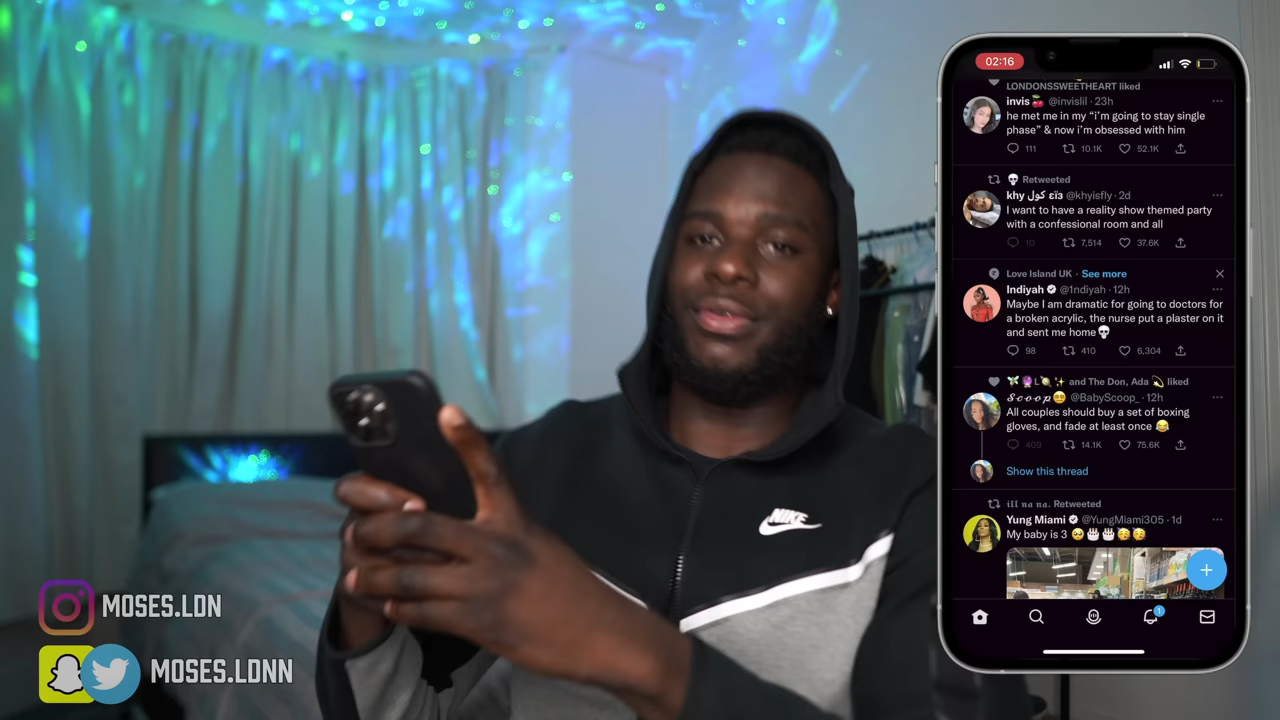 02:16
LONDONSSWEETHEART liked
invis🍒 @invislil · 23h
he met me in my “i’m going to stay single
phase” & now i’m obsessed with him
111 10.1K 52.1K
💀 Retweeted
khy كول εïз @khyisfly · 2d
I want to have a reality show themed party
with a confessional room and all
10 7,514 37.6K
Love Island UK · See more
Indiyah @1ndiyah · 12h
Maybe I am dramatic for going to doctors for
a broken acrylic, the nurse put a plaster on it
and sent me home💀
98 410 6,304
and The Don, Ada 💫 liked
𝓢𝓬𝓸𝓸𝓹 @BabyScoop_ · 12h
All couples should buy a set of boxing
gloves, and fade at least once 😂
409 14.1K 75.6K
Show this thread
𝖎𝖑𝖑 𝖓𝖆 𝖓𝖆. Retweeted
Yung Miami @YungMiami305 · 1d
My baby is 3 🥺🎂🎂🥳🥳
1
NIKE
MOSES.LDN
MOSES.LDNN